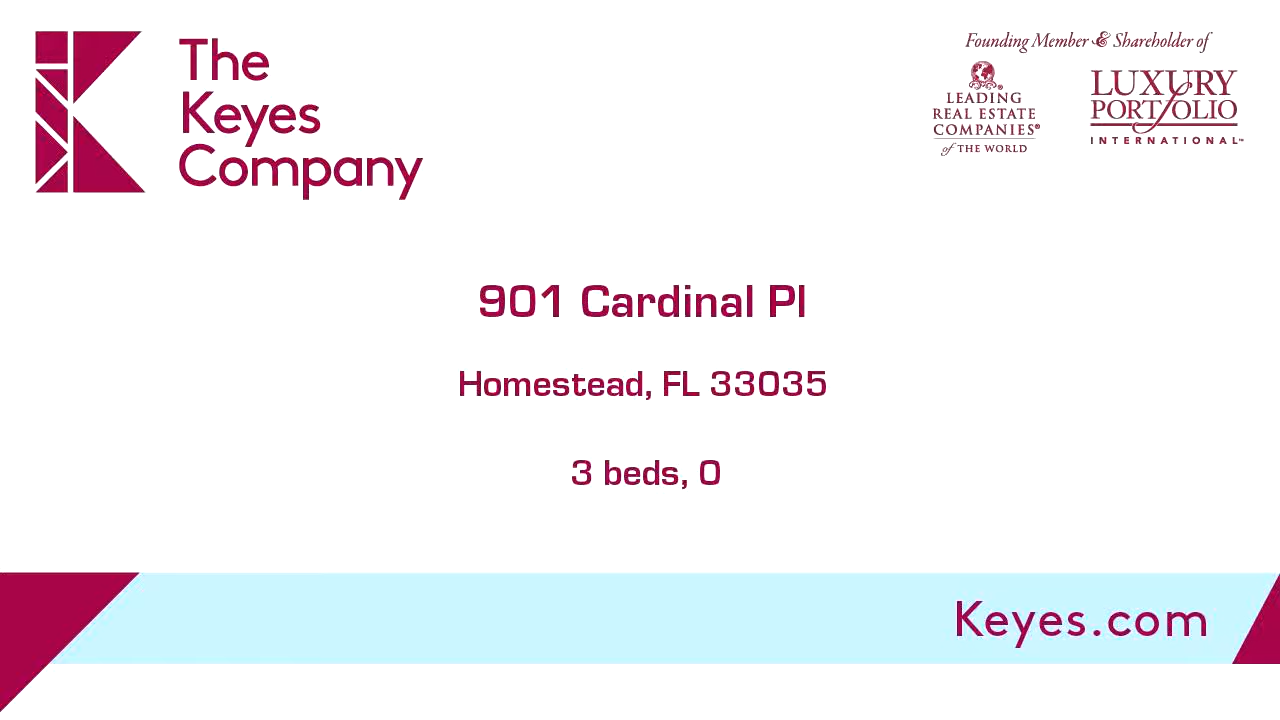 The
Keyes
Company
Founding Member & Shareholder of
LEADING
REAL ESTATE
COMPANIES®
of THE WORLD
LUXURY
PORTFOLIO
INTERNATIONAL™
901 Cardinal Pl
Homestead, FL 33035
3 beds, 0
Keyes.com